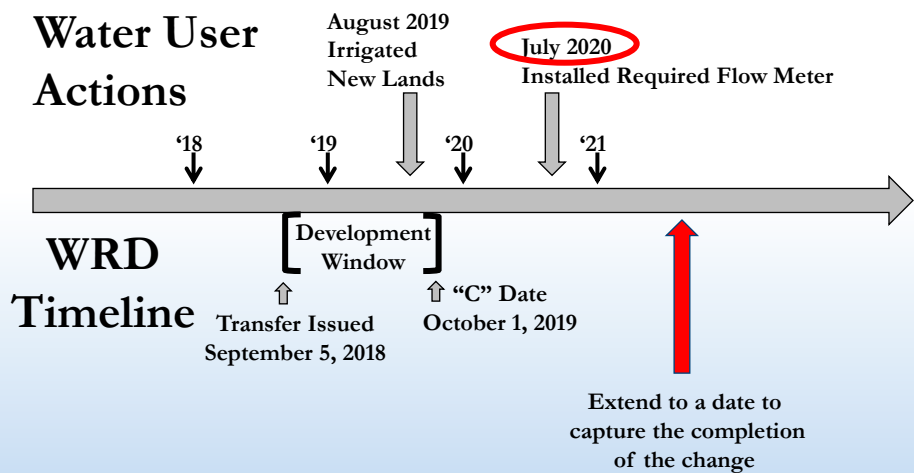 Water User
Actions
August 2019
Irrigated
New Lands
July 2020
Installed Required Flow Meter
‘18
‘19
‘20
‘21
WRD
Timeline
Development
Window
Transfer Issued
September 5, 2018
“C” Date
October 1, 2019
Extend to a date to
capture the completion
of the change